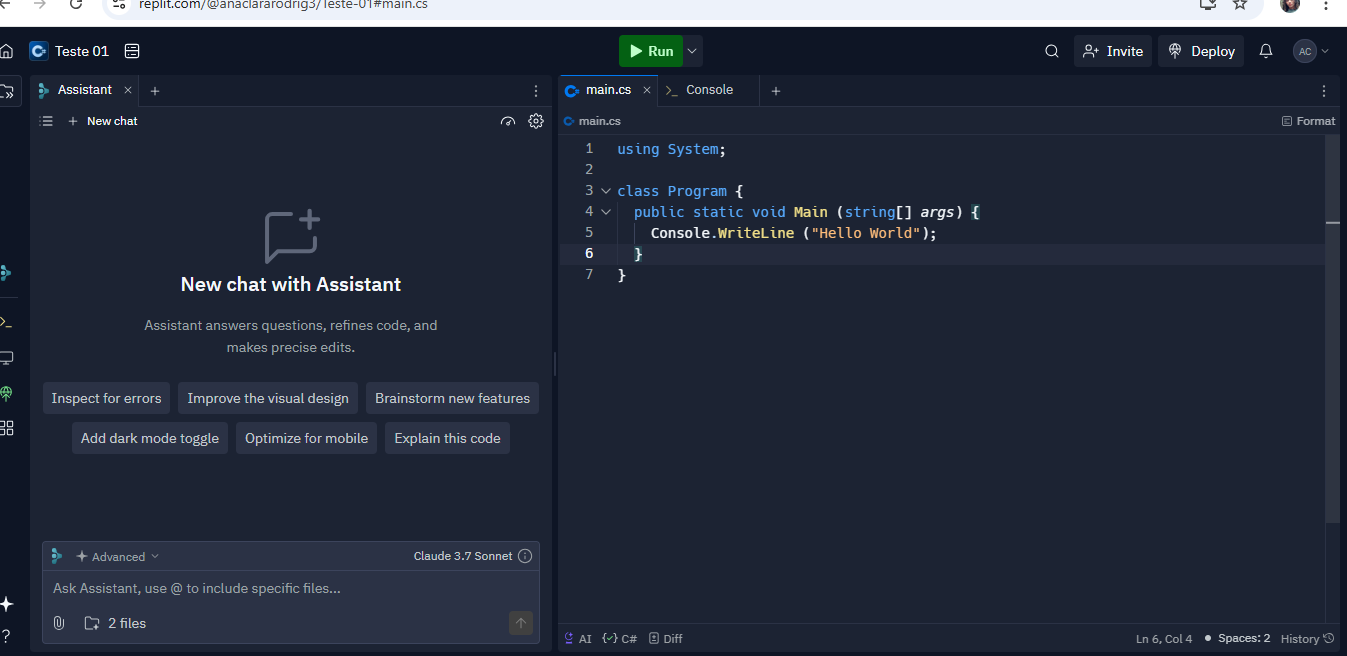 replit.com/@anaclararodrig3/Teste-01#main.cs
Teste 01
Run
Invite
Deploy
AC
Assistant
New chat
New chat with Assistant
Assistant answers questions, refines code, and
makes precise edits.
Inspect for errors
Improve the visual design
Brainstorm new features
Add dark mode toggle
Optimize for mobile
Explain this code
Advanced
Claude 3.7 Sonnet
Ask Assistant, use @ to include specific files...
2 files
main.cs
Console
main.cs
Format
1 using System;
2
3 class Program {
4 public static void Main (string[] args) {
5 Console.WriteLine ("Hello World");
6 }
7 }
AI
C#
Diff
Ln 6, Col 4
Spaces: 2
History